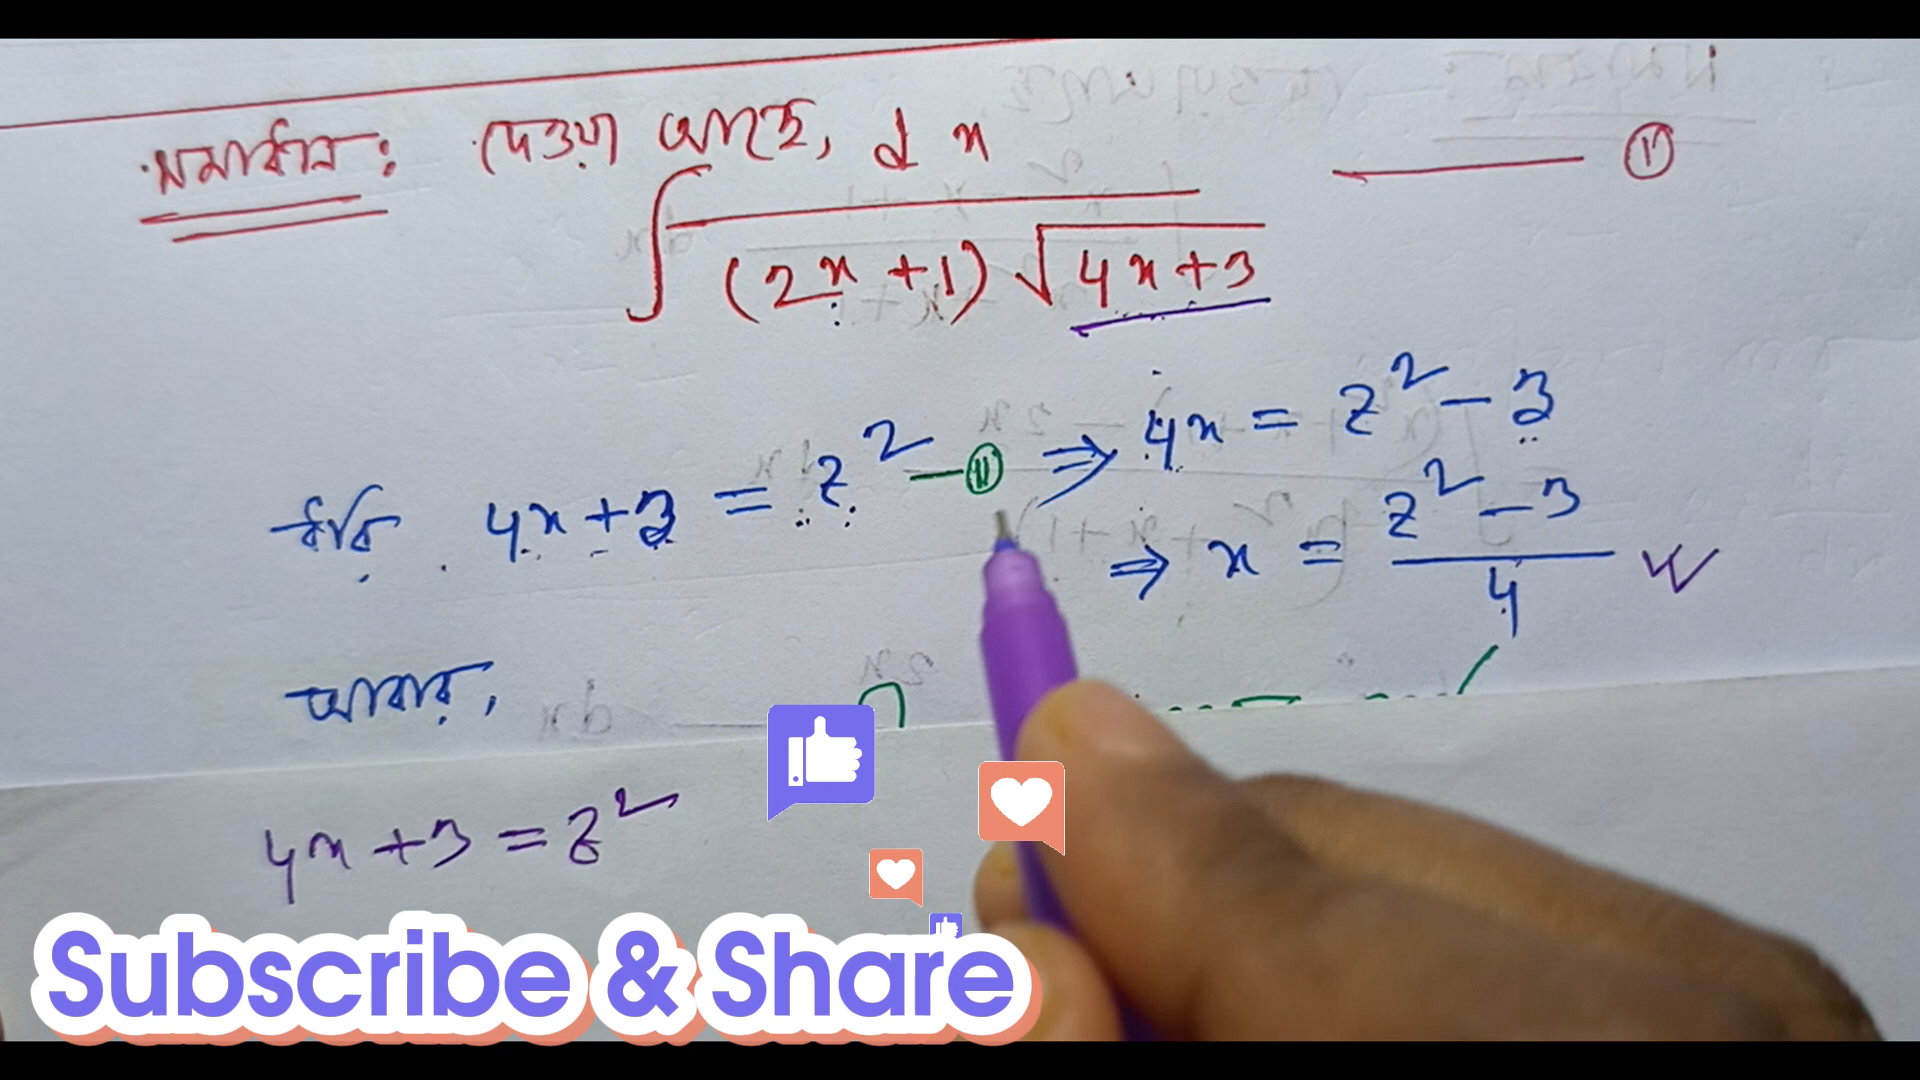 সমাধান: দেওয়া আছে,
∫ dx / (2x+1)√4x+3 — (i)
ধরি 4x+3 = z² — (ii) ⇒ 4x = z² − 3
⇒ x = z² − 3 / 4
আবার,
4x+3 = z²
Subscribe & Share